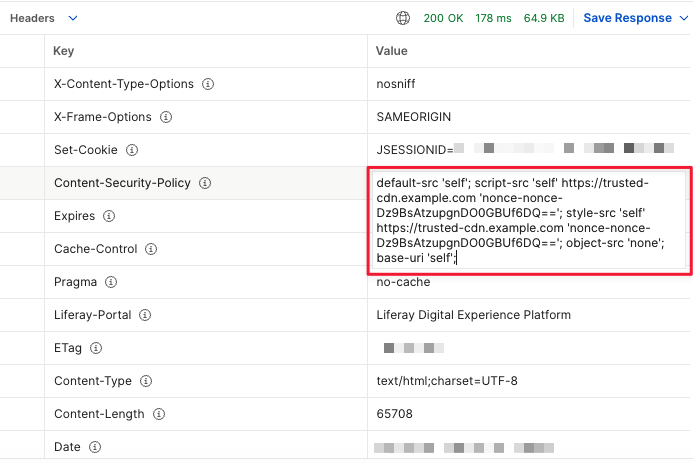 Headers 200 OK 178 ms 64.9 KB Save Response
Key Value
X-Content-Type-Options nosniff
X-Frame-Options SAMEORIGIN
Set-Cookie JSESSIONID=
Content-Security-Policy default-src 'self'; script-src 'self' https://trusted-
cdn.example.com 'nonce-nonce-
Dz9BsAtzupgnDO0GBUf6DQ=='; style-src 'self'
https://trusted-cdn.example.com 'nonce-nonce-
Dz9BsAtzupgnDO0GBUf6DQ=='; object-src 'none';
base-uri 'self';
Expires
Cache-Control
Pragma no-cache
Liferay-Portal Liferay Digital Experience Platform
ETag
Content-Type text/html;charset=UTF-8
Content-Length 65708
Date